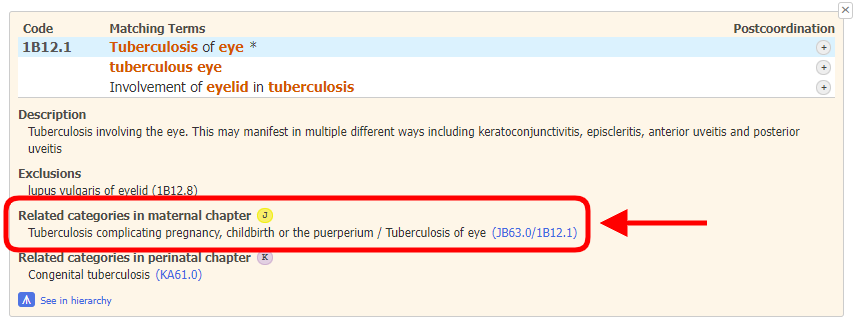 ×
Code Matching Terms Postcoordination
1B12.1 Tuberculosis of eye * +
tuberculous eye +
Involvement of eyelid in tuberculosis +
Description
Tuberculosis involving the eye. This may manifest in multiple different ways including keratoconjunctivitis, episcleritis, anterior uveitis and posterior
uveitis
Exclusions
lupus vulgaris of eyelid (1B12.8)
Related categories in maternal chapter J
Tuberculosis complicating pregnancy, childbirth or the puerperium / Tuberculosis of eye (JB63.0/1B12.1)
Related categories in perinatal chapter K
Congenital tuberculosis (KA61.0)
See in hierarchy